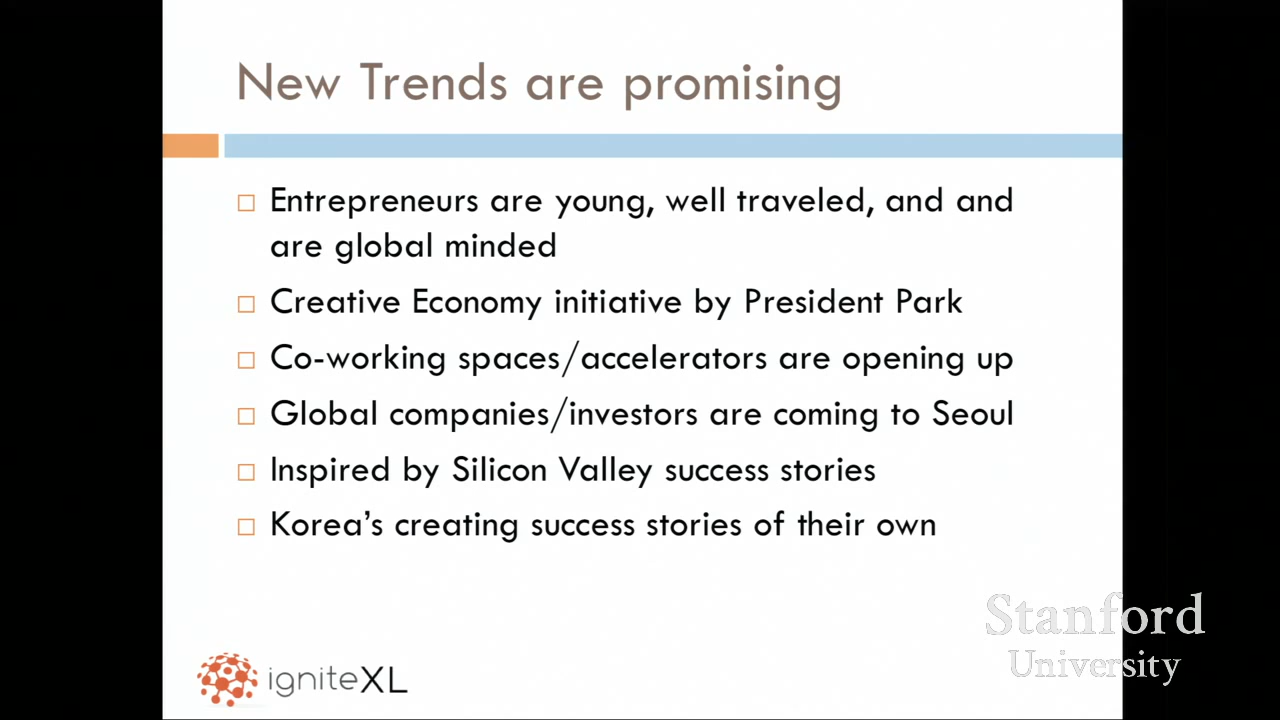 New Trends are promising
Entrepreneurs are young, well traveled, and and
are global minded
Creative Economy initiative by President Park
Co-working spaces/accelerators are opening up
Global companies/investors are coming to Seoul
Inspired by Silicon Valley success stories
Korea’s creating success stories of their own
Stanford
University
igniteXL